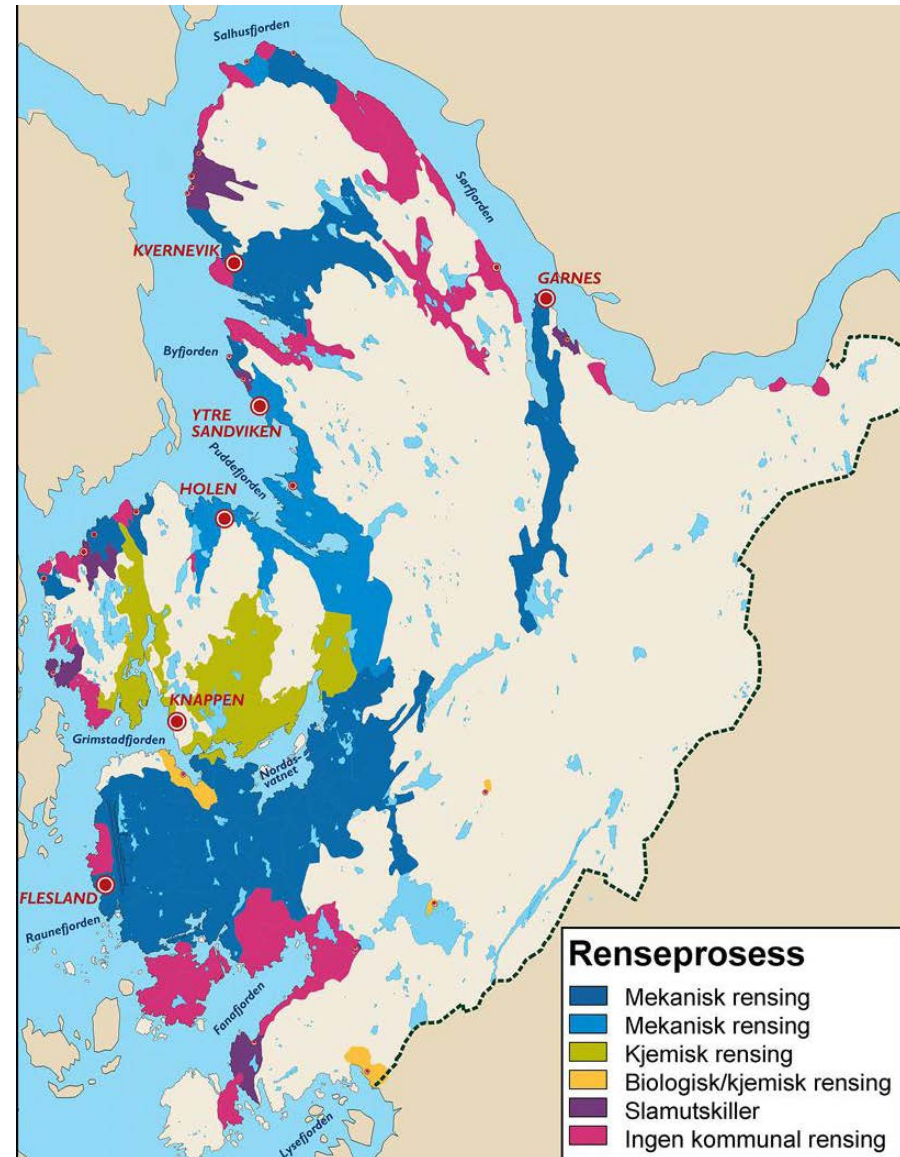 Salhusfjorden
Sørfjorden
KVERNEVIK
GARNES
Byfjorden
YTRE
SANDVIKEN
Puddefjorden
HOLEN
KNAPPEN
Grimstadfjorden
Nordås-
vatnet
FLESLAND
Raunefjorden
Fanafjorden
Lysefjorden
Renseprosess
Mekanisk rensing
Mekanisk rensing
Kjemisk rensing
Biologisk/kjemisk rensing
Slamutskiller
Ingen kommunal rensing